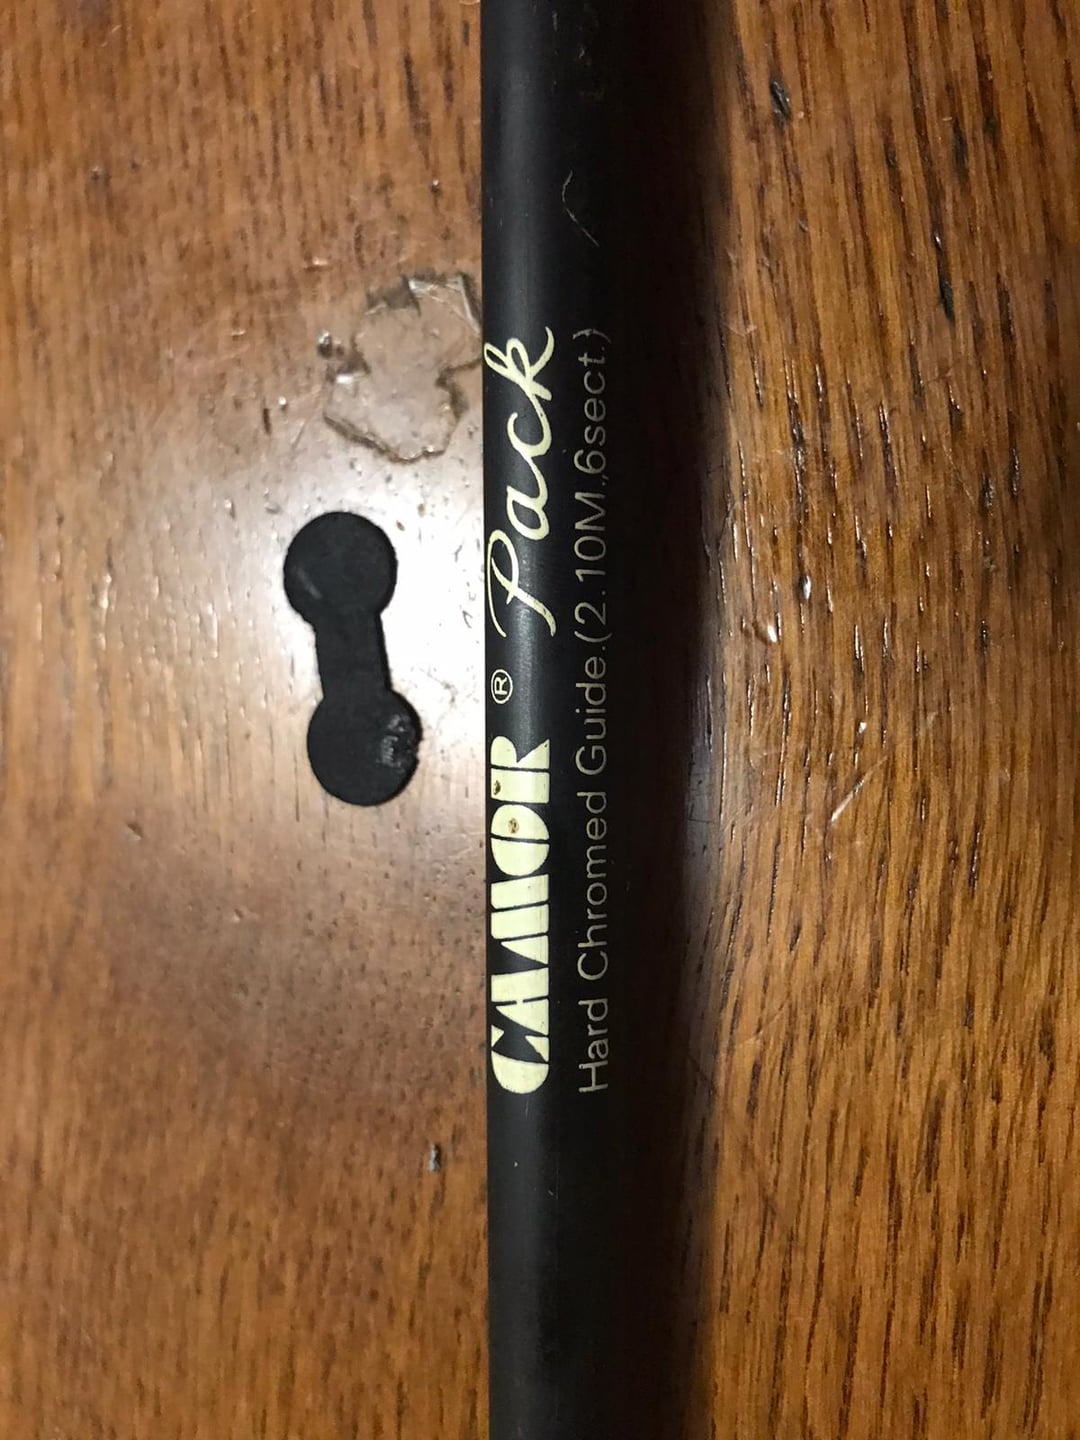 CAMOR ® Pack
Hard Chromed Guide.(2.10M.,6sect.)